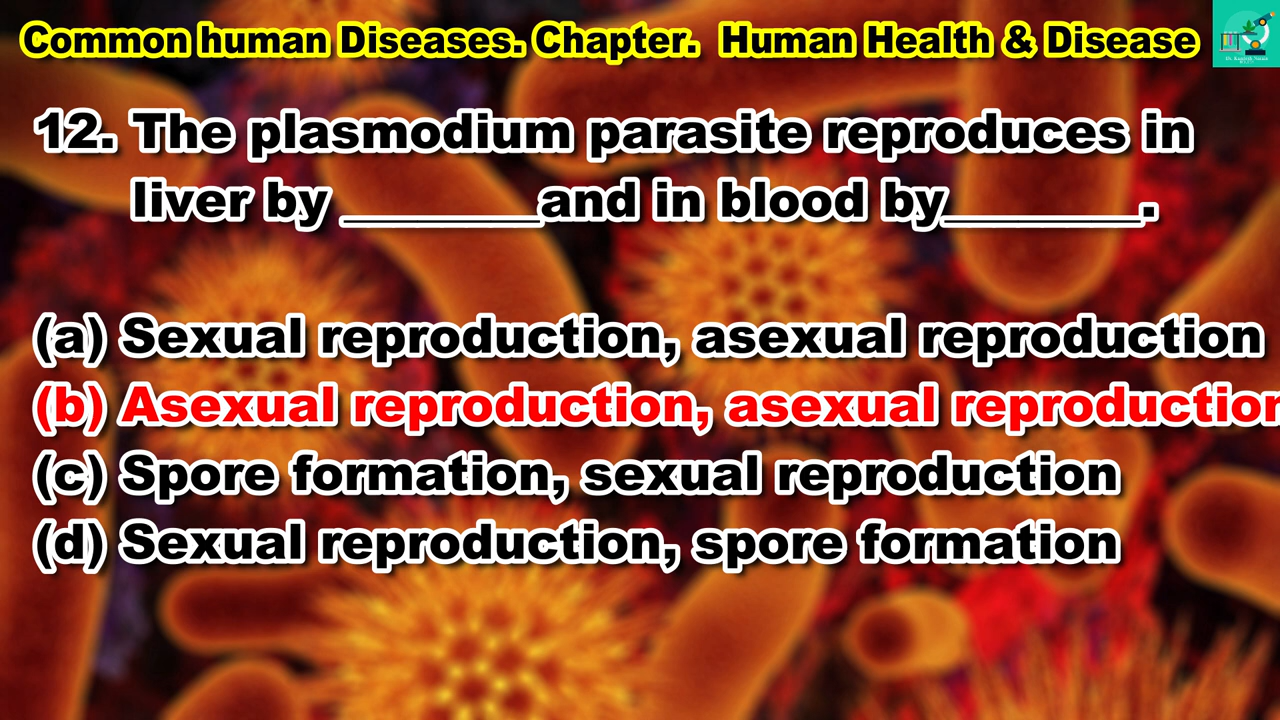 Common human Diseases. Chapter. Human Health & Disease
12. The plasmodium parasite reproduces in
liver by ________and in blood by________.
(a) Sexual reproduction, asexual reproduction
(b) Asexual reproduction, asexual reproduction
(c) Spore formation, sexual reproduction
(d) Sexual reproduction, spore formation